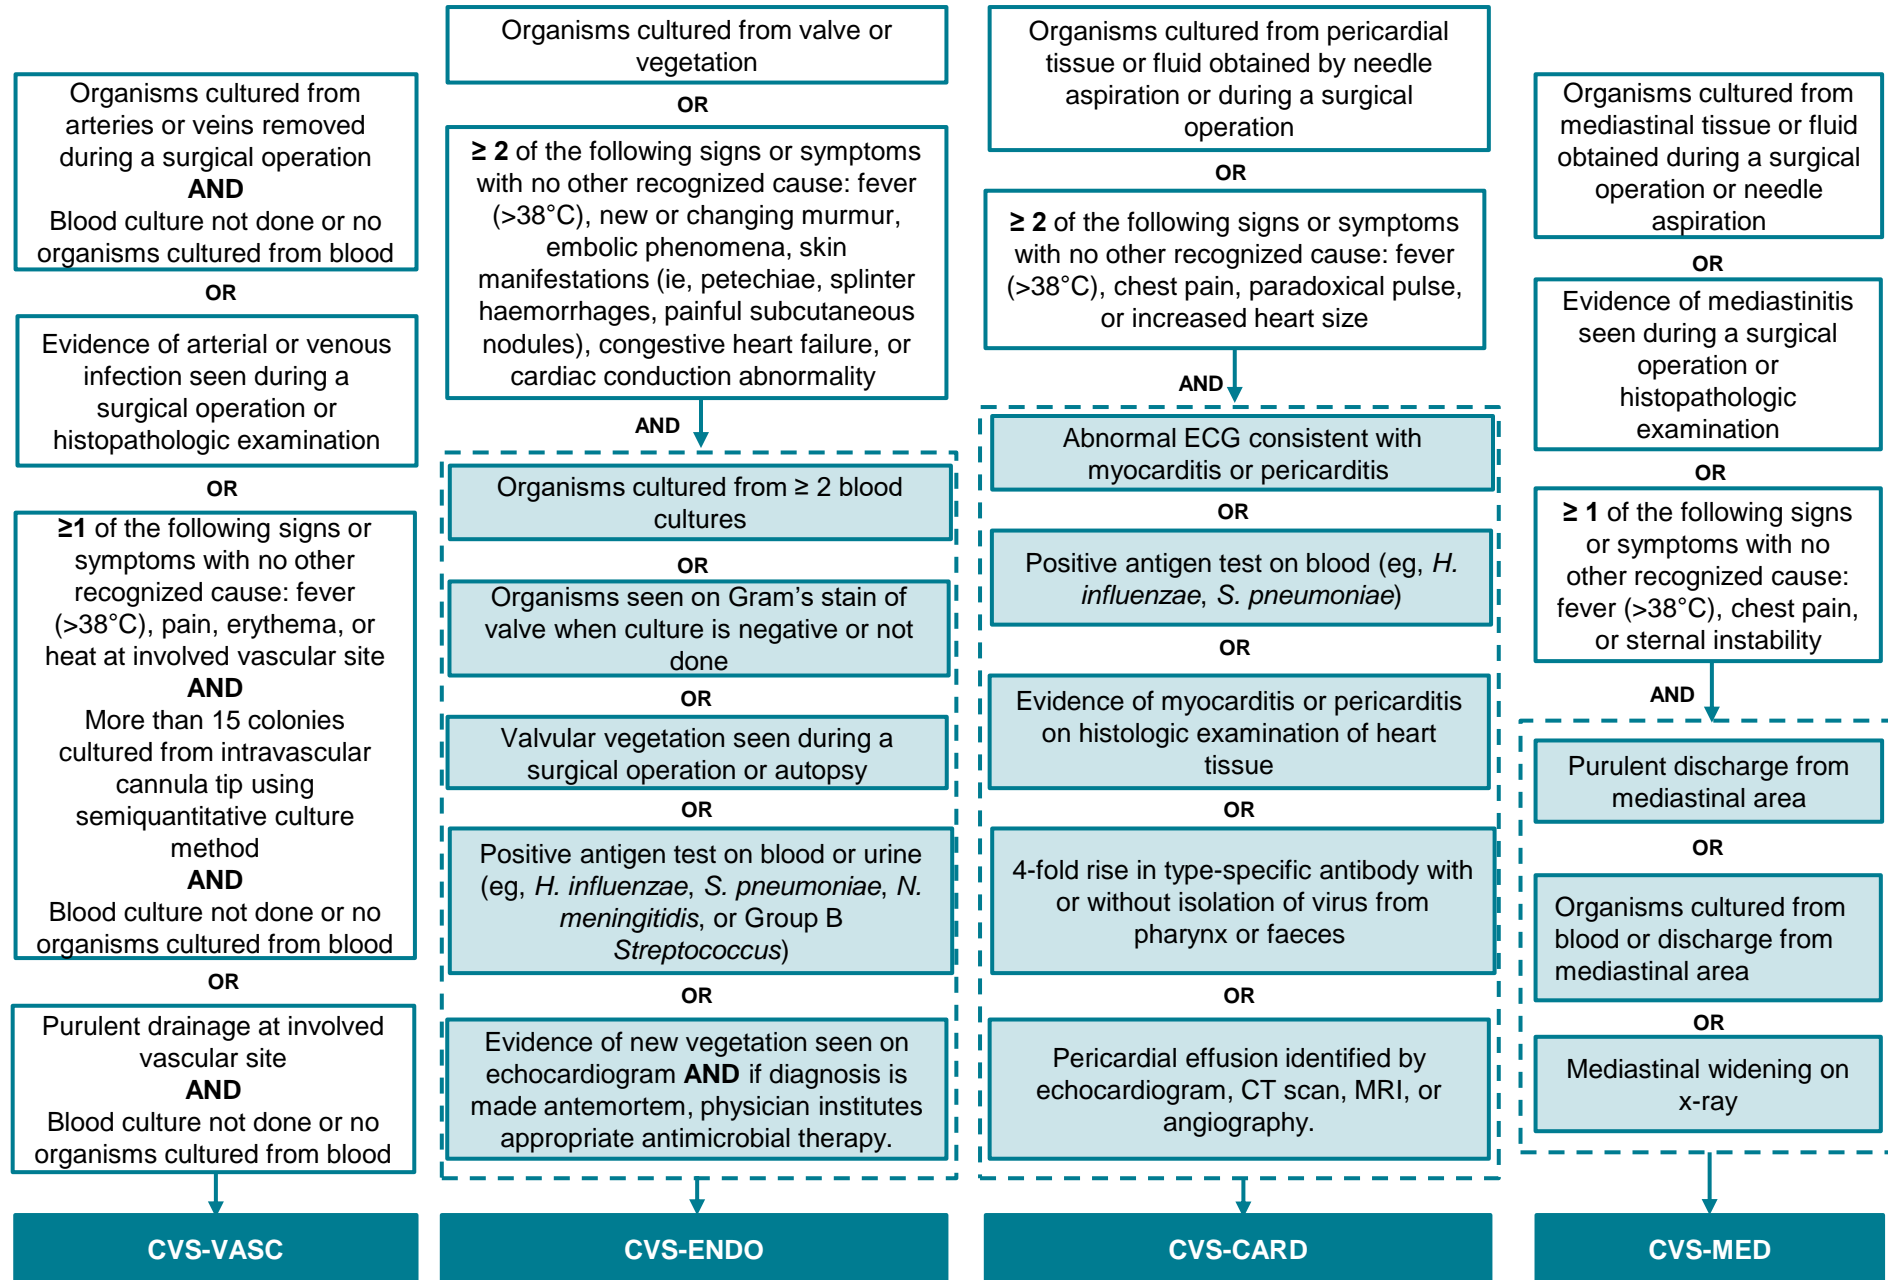 Organisms cultured from
arteries or veins removed
during a surgical operation
AND
Blood culture not done or no
organisms cultured from blood
OR
Evidence of arterial or venous
infection seen during a
surgical operation or
histopathologic examination
OR
≥1 of the following signs or
symptoms with no other
recognized cause: fever
(>38°C), pain, erythema, or
heat at involved vascular site
AND
More than 15 colonies
cultured from intravascular
cannula tip using
semiquantitative culture
method
AND
Blood culture not done or no
organisms cultured from blood
OR
Purulent drainage at involved
vascular site
AND
Blood culture not done or no
organisms cultured from blood
CVS-VASC
Organisms cultured from valve or
vegetation
OR
≥ 2 of the following signs or symptoms
with no other recognized cause: fever
(>38°C), new or changing murmur,
embolic phenomena, skin
manifestations (ie, petechiae, splinter
haemorrhages, painful subcutaneous
nodules), congestive heart failure, or
cardiac conduction abnormality
AND
Organisms cultured from ≥ 2 blood
cultures
OR
Organisms seen on Gram’s stain of
valve when culture is negative or not
done
OR
Valvular vegetation seen during a
surgical operation or autopsy
OR
Positive antigen test on blood or urine
(eg, H. influenzae, S. pneumoniae, N.
meningitidis, or Group B
Streptococcus)
OR
Evidence of new vegetation seen on
echocardiogram AND if diagnosis is
made antemortem, physician institutes
appropriate antimicrobial therapy.
CVS-ENDO
Organisms cultured from pericardial
tissue or fluid obtained by needle
aspiration or during a surgical
operation
OR
≥ 2 of the following signs or symptoms
with no other recognized cause: fever
(>38°C), chest pain, paradoxical pulse,
or increased heart size
AND
Abnormal ECG consistent with
myocarditis or pericarditis
OR
Positive antigen test on blood (eg, H.
influenzae, S. pneumoniae)
OR
Evidence of myocarditis or pericarditis
on histologic examination of heart
tissue
OR
4-fold rise in type-specific antibody with
or without isolation of virus from
pharynx or faeces
OR
Pericardial effusion identified by
echocardiogram, CT scan, MRI, or
angiography.
CVS-CARD
Organisms cultured from
mediastinal tissue or fluid
obtained during a surgical
operation or needle
aspiration
OR
Evidence of mediastinitis
seen during a surgical
operation or
histopathologic
examination
OR
≥ 1 of the following signs
or symptoms with no
other recognized cause:
fever (>38°C), chest pain,
or sternal instability
AND
Purulent discharge from
mediastinal area
OR
Organisms cultured from
blood or discharge from
mediastinal area
OR
Mediastinal widening on
x-ray
CVS-MED